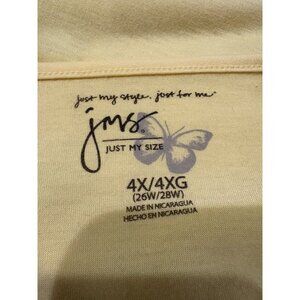 just my style. just for me.™
jms.
JUST MY SIZE
4X/4XG
(26W/28W)
MADE IN NICARAGUA
HECHO EN NICARAGUA